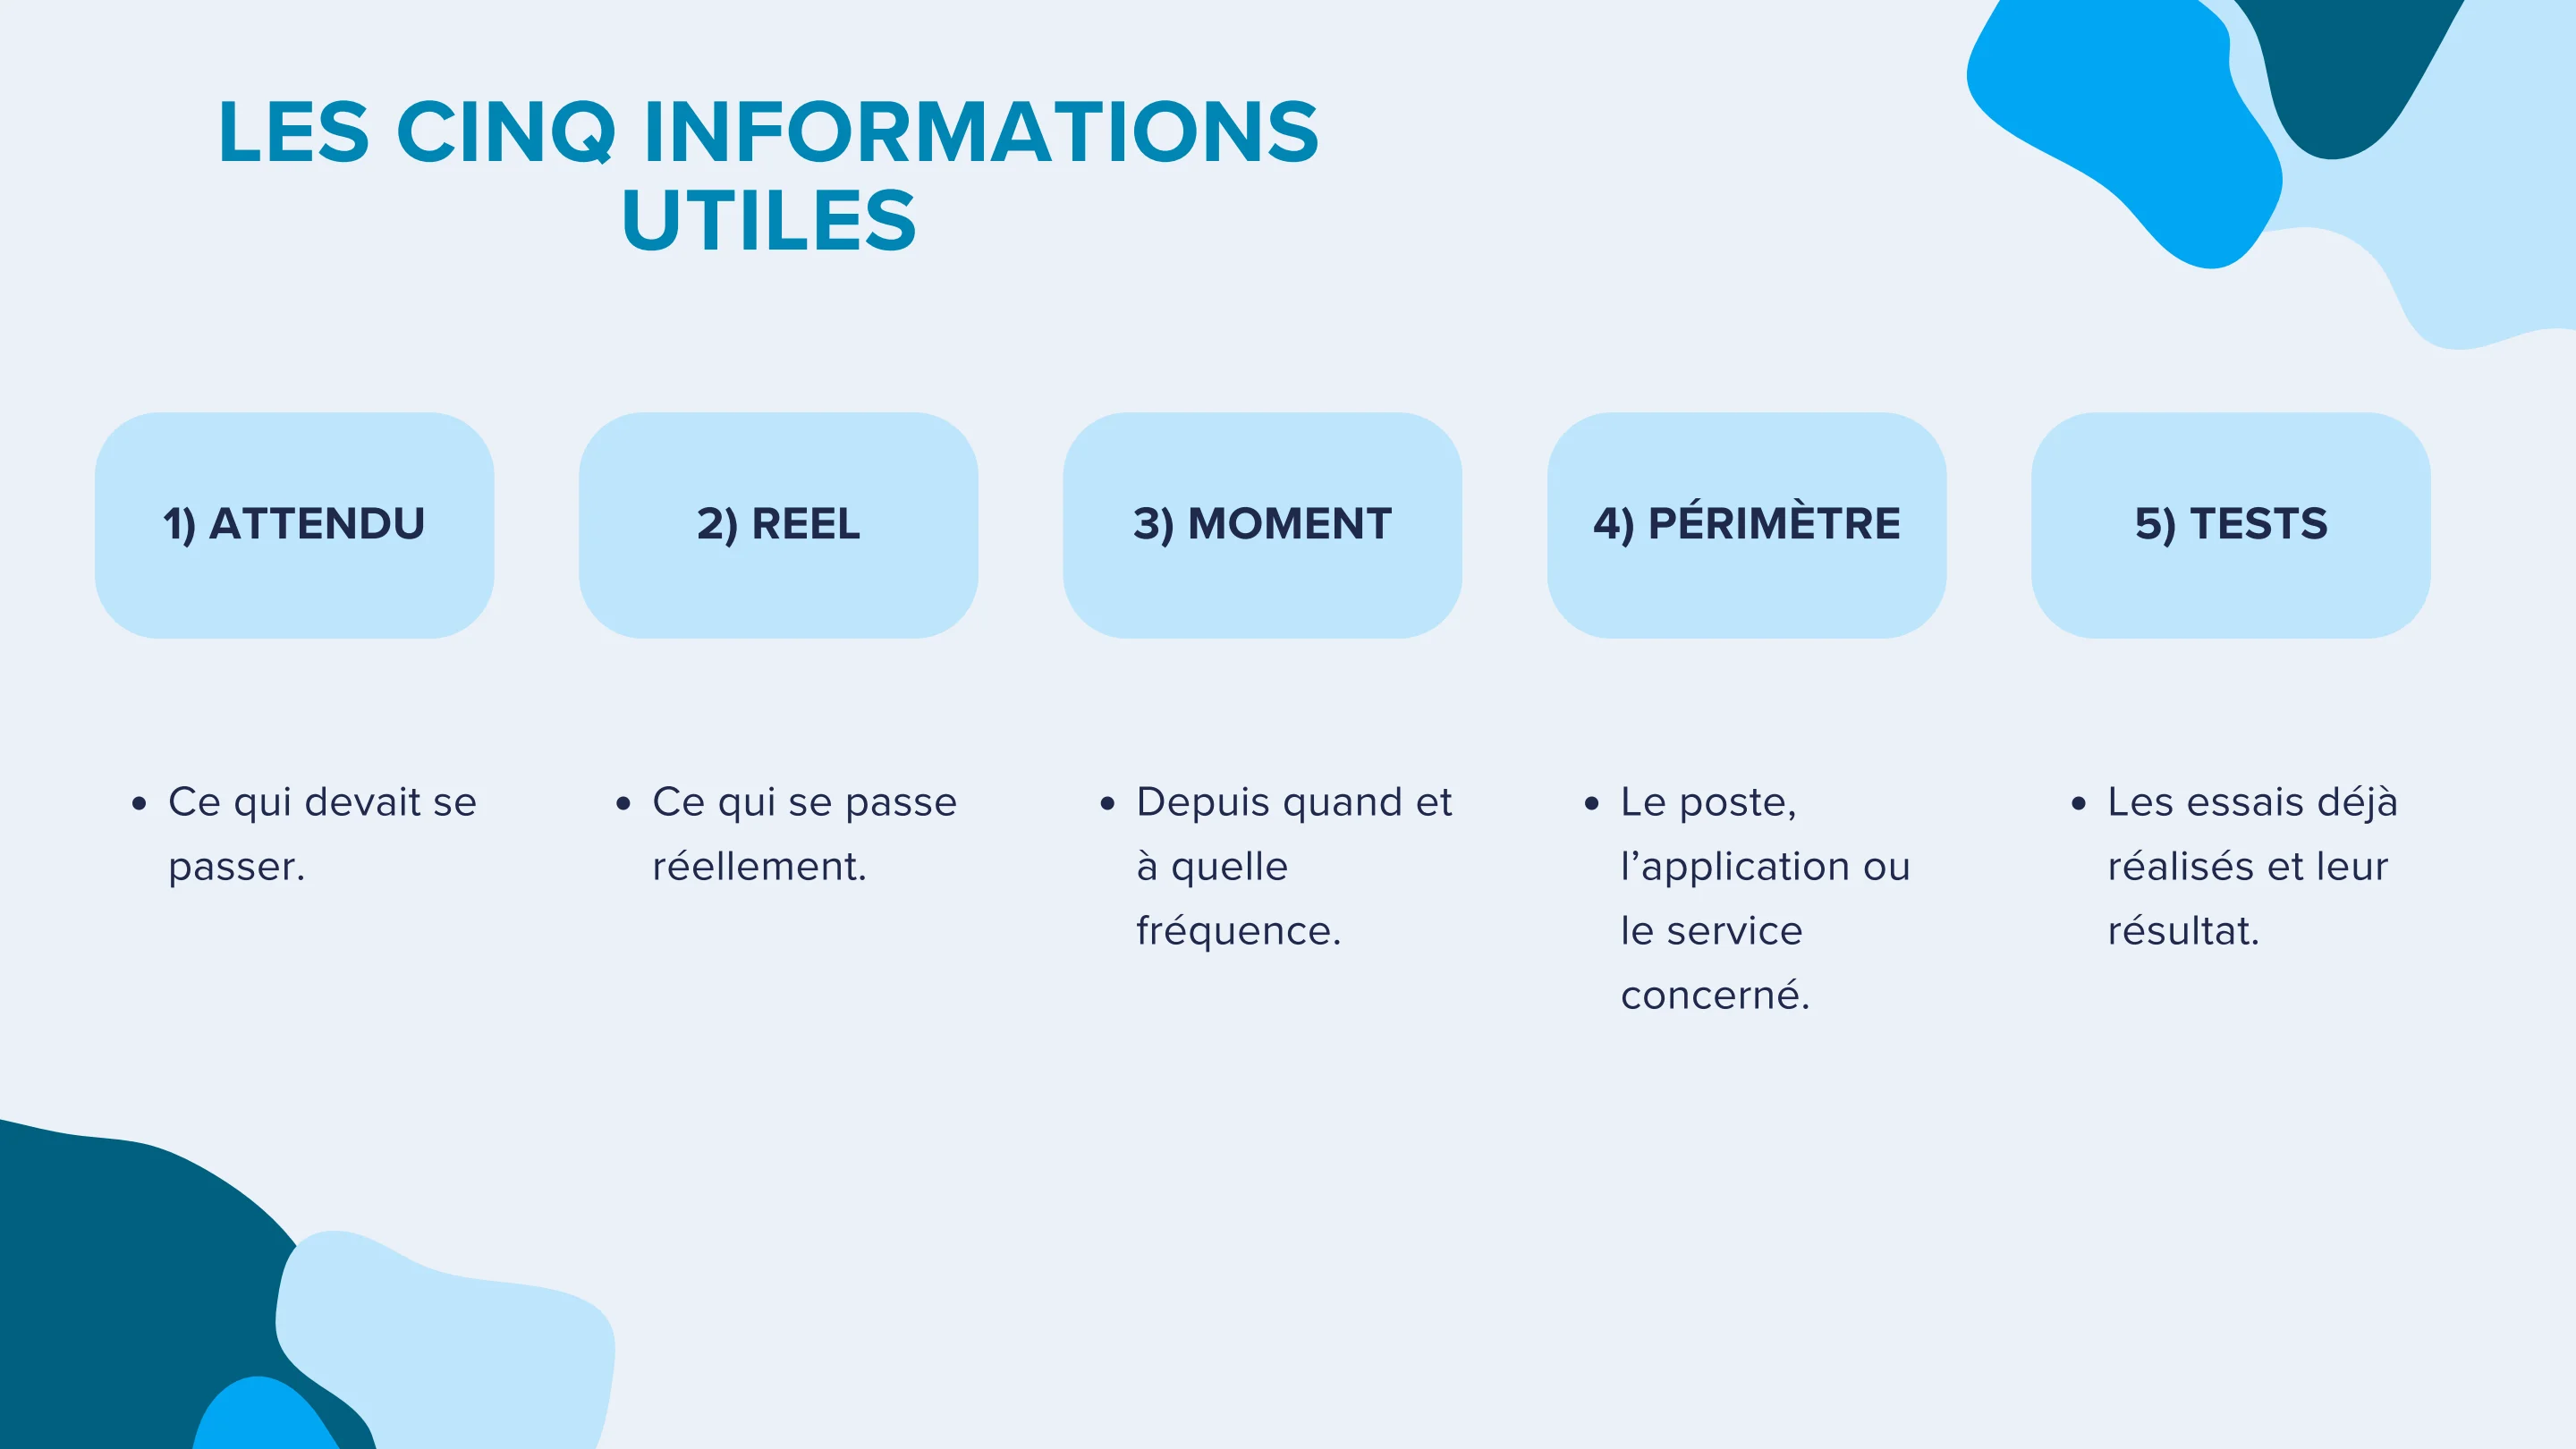 LES CINQ INFORMATIONS
UTILES
1) ATTENDU
2) REEL
3) MOMENT
4) PÉRIMÈTRE
5) TESTS
• Ce qui devait se
passer.
• Ce qui se passe
réellement.
• Depuis quand et
à quelle
fréquence.
• Le poste,
l’application ou
le service
concerné.
• Les essais déjà
réalisés et leur
résultat.